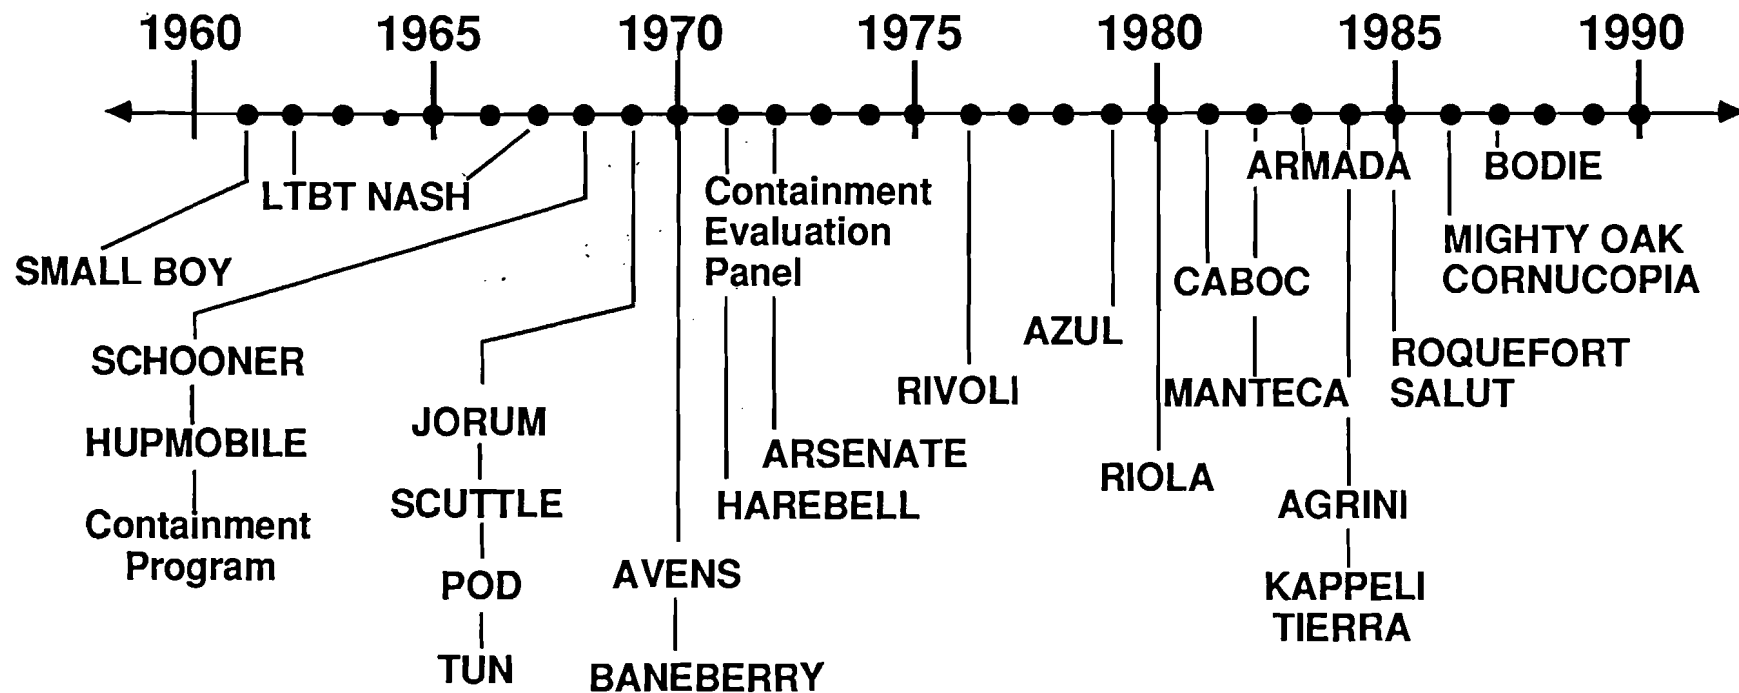 1960 1965 1970 1975 1980 1985 1990
ARMADA BODIE
LTBT NASH
Containment
Evaluation
Panel
SMALL BOY
CABOC
MIGHTY OAK
CORNUCOPIA
AZUL
SCHOONER
ROQUEFORT
SALUT
RIVOLI
MANTECA
JORUM
HUPMOBILE
ARSENATE
RIOLA
SCUTTLE
HAREBELL
AGRINI
Containment
Program
POD
AVENS
KAPPELI
TIERRA
TUN
BANEBERRY